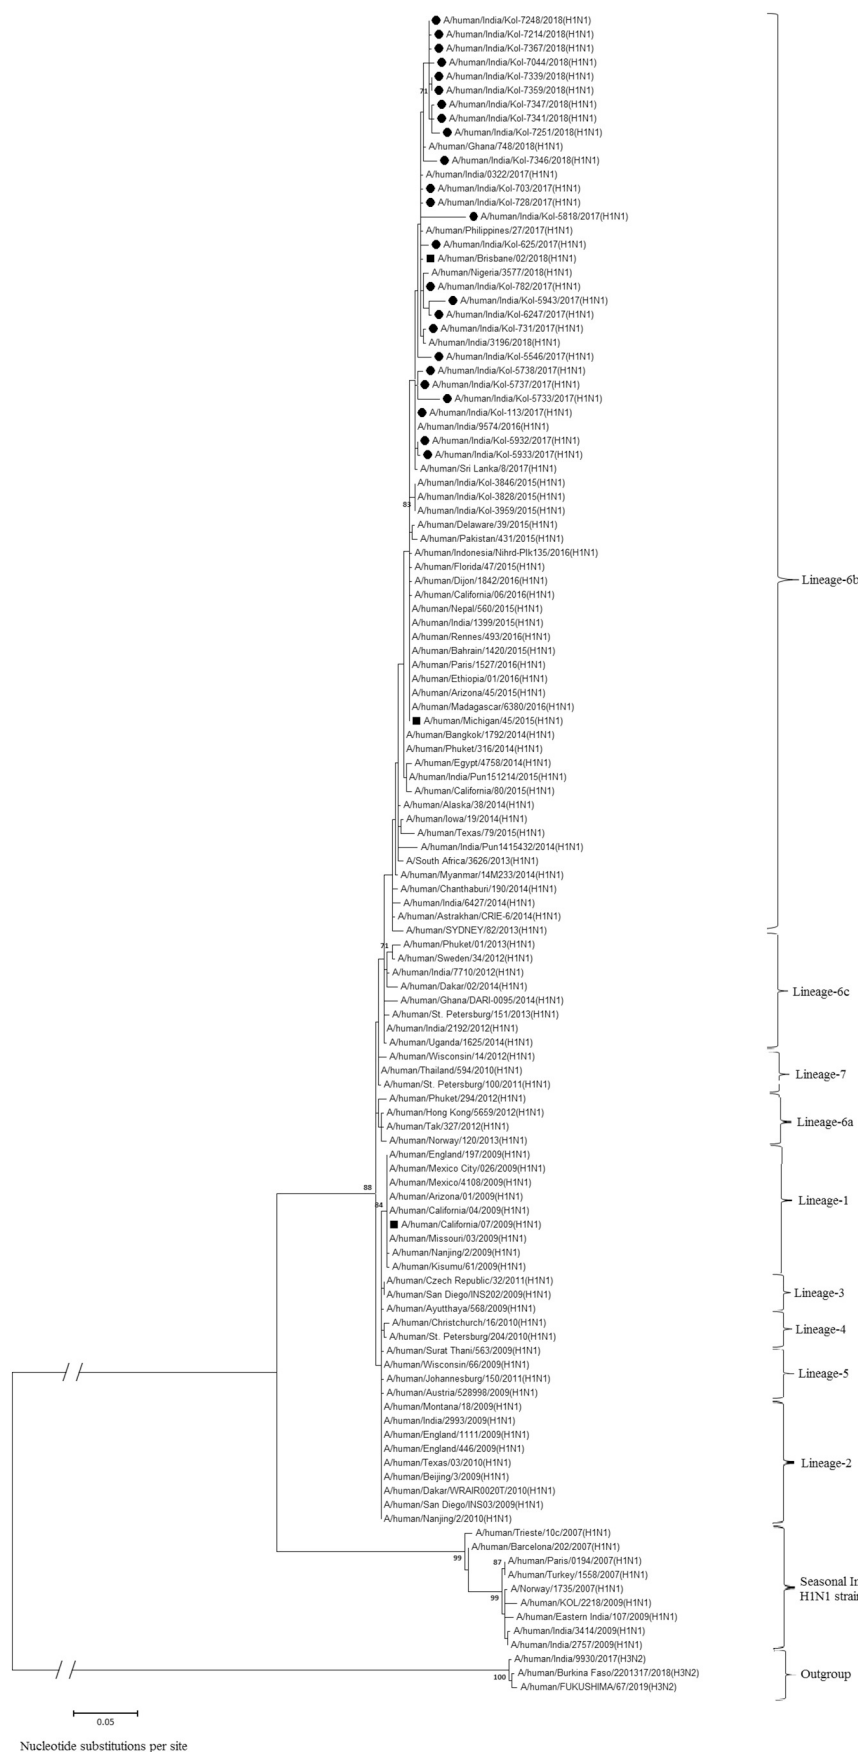 A/human/India/Kol-7248/2018(H1N1)
A/human/India/Kol-7214/2018(H1N1)
A/human/India/Kol-7367/2018(H1N1)
A/human/India/Kol-7044/2018(H1N1)
A/human/India/Kol-7339/2018(H1N1)
71
A/human/India/Kol-7359/2018(H1N1)
A/human/India/Kol-7347/2018(H1N1)
A/human/India/Kol-7341/2018(H1N1)
A/human/India/Kol-7251/2018(H1N1)
A/human/Ghana/748/2018(H1N1)
A/human/India/Kol-7346/2018(H1N1)
A/human/India/0322/2017(H1N1)
A/human/India/Kol-703/2017(H1N1)
A/human/India/Kol-728/2017(H1N1)
A/human/India/Kol-5818/2017(H1N1)
A/human/Philippines/27/2017(H1N1)
A/human/India/Kol-625/2017(H1N1)
A/human/Brisbane/02/2018(H1N1)
A/human/Nigeria/3577/2018(H1N1)
A/human/India/Kol-782/2017(H1N1)
A/human/India/Kol-5943/2017(H1N1)
A/human/India/Kol-6247/2017(H1N1)
A/human/India/Kol-731/2017(H1N1)
A/human/India/3196/2018(H1N1)
A/human/India/Kol-5546/2017(H1N1)
A/human/India/Kol-5738/2017(H1N1)
A/human/India/Kol-5737/2017(H1N1)
A/human/India/Kol-5733/2017(H1N1)
A/human/India/Kol-113/2017(H1N1)
A/human/India/9574/2016(H1N1)
A/human/India/Kol-5932/2017(H1N1)
A/human/India/Kol-5933/2017(H1N1)
A/human/Sri Lanka/8/2017(H1N1)
A/human/India/Kol-3846/2015(H1N1)
A/human/India/Kol-3828/2015(H1N1)
83
A/human/India/Kol-3959/2015(H1N1)
A/human/Delaware/39/2015(H1N1)
A/human/Pakistan/431/2015(H1N1)
A/human/Indonesia/Nihrd-Plk135/2016(H1N1)
A/human/Florida/47/2015(H1N1)
A/human/Dijon/1842/2016(H1N1)
Lineage-6b
A/human/California/06/2016(H1N1)
A/human/Nepal/560/2015(H1N1)
A/human/India/1399/2015(H1N1)
A/human/Rennes/493/2016(H1N1)
A/human/Bahrain/1420/2015(H1N1)
A/human/Paris/1527/2016(H1N1)
A/human/Ethiopia/01/2016(H1N1)
A/human/Arizona/45/2015(H1N1)
A/human/Madagascar/6380/2016(H1N1)
A/human/Michigan/45/2015(H1N1)
A/human/Bangkok/1792/2014(H1N1)
A/human/Phuket/316/2014(H1N1)
A/human/Egypt/4758/2014(H1N1)
A/human/India/Pun151214/2015(H1N1)
A/human/California/80/2015(H1N1)
A/human/Alaska/38/2014(H1N1)
A/human/Iowa/19/2014(H1N1)
A/human/Texas/79/2015(H1N1)
A/human/India/Pun1415432/2014(H1N1)
A/South Africa/3626/2013(H1N1)
A/human/Myanmar/14M233/2014(H1N1)
A/human/Chanthaburi/190/2014(H1N1)
A/human/India/6427/2014(H1N1)
A/human/Astrakhan/CRIE-6/2014(H1N1)
A/human/SYDNEY/82/2013(H1N1)
71
A/human/Phuket/01/2013(H1N1)
A/human/Sweden/34/2012(H1N1)
A/human/India/7710/2012(H1N1)
A/human/Dakar/02/2014(H1N1)
Lineage-6c
A/human/Ghana/DARI-0095/2014(H1N1)
A/human/St. Petersburg/151/2013(H1N1)
A/human/India/2192/2012(H1N1)
A/human/Uganda/1625/2014(H1N1)
A/human/Wisconsin/14/2012(H1N1)
A/human/Thailand/594/2010(H1N1)
Lineage-7
A/human/St. Petersburg/100/2011(H1N1)
A/human/Phuket/294/2012(H1N1)
A/human/Hong Kong/5659/2012(H1N1)
Lineage-6a
A/human/Tak/327/2012(H1N1)
A/human/Norway/120/2013(H1N1)
A/human/England/197/2009(H1N1)
A/human/Mexico City/026/2009(H1N1)
A/human/Mexico/4108/2009(H1N1)
88
A/human/Arizona/01/2009(H1N1)
Lineage-1
84
A/human/California/04/2009(H1N1)
A/human/California/07/2009(H1N1)
A/human/Missouri/03/2009(H1N1)
A/human/Nanjing/2/2009(H1N1)
A/human/Kisumu/61/2009(H1N1)
A/human/Czech Republic/32/2011(H1N1)
Lineage-3
A/human/San Diego/INS202/2009(H1N1)
A/human/Ayutthaya/568/2009(H1N1)
A/human/Christchurch/16/2010(H1N1)
Lineage-4
A/human/St. Petersburg/204/2010(H1N1)
A/human/Surat Thani/563/2009(H1N1)
A/human/Wisconsin/66/2009(H1N1)
Lineage-5
A/human/Johannesburg/150/2011(H1N1)
A/human/Austria/528998/2009(H1N1)
A/human/Montana/18/2009(H1N1)
A/human/India/2993/2009(H1N1)
A/human/England/1111/2009(H1N1)
A/human/England/446/2009(H1N1)
A/human/Texas/03/2010(H1N1)
Lineage-2
A/human/Beijing/3/2009(H1N1)
A/human/Dakar/WRAIR0020T/2010(H1N1)
A/human/San Diego/INS03/2009(H1N1)
A/human/Nanjing/2/2010(H1N1)
A/human/Trieste/10c/2007(H1N1)
A/human/Barcelona/202/2007(H1N1)
99
87
A/human/Paris/0194/2007(H1N1)
A/human/Turkey/1558/2007(H1N1)
Seasonal In
A/Norway/1735/2007(H1N1)
H1N1 strain
99
A/human/KOL/2218/2009(H1N1)
A/human/Eastern India/107/2009(H1N1)
A/human/India/3414/2009(H1N1)
A/human/India/2757/2009(H1N1)
A/human/India/9930/2017(H3N2)
100
A/human/Burkina Faso/2201317/2018(H3N2)
Outgroup
A/human/FUKUSHIMA/67/2019(H3N2)
0.05
Nucleotide substitutions per site